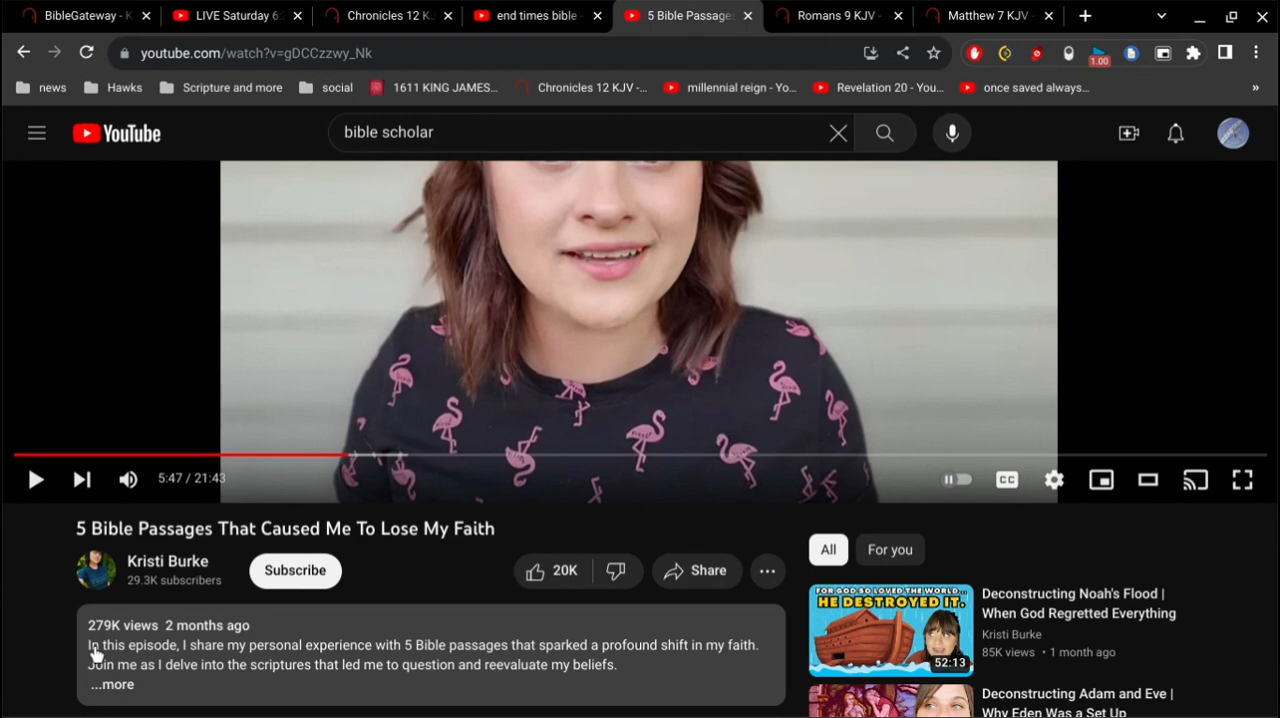 BibleGateway - K
LIVE Saturday 6:
Chronicles 12 K
end times bible -
5 Bible Passages
Romans 9 KJV -
Matthew 7 KJV -
youtube.com/watch?v=gDCCzzwy_Nk
1.00
news
Hawks
Scripture and more
social
1611 KING JAMES...
Chronicles 12 KJV -...
millennial reign - Yo...
Revelation 20 - You...
once saved always...
»
YouTube
bible scholar
5:47 / 21:43
CC
5 Bible Passages That Caused Me To Lose My Faith
Kristi Burke
29.3K subscribers
Subscribe
20K
Share
279K views 2 months ago
In this episode, I share my personal experience with 5 Bible passages that sparked a profound shift in my faith.
Join me as I delve into the scriptures that led me to question and reevaluate my beliefs.
...more
All
For you
FOR GOD SO LOVED THE WORLD...
HE DESTROYED IT.
52:13
Deconstructing Noah's Flood |
When God Regretted Everything
Kristi Burke
85K views • 1 month ago
Deconstructing Adam and Eve |
Why Eden Was a Set Up